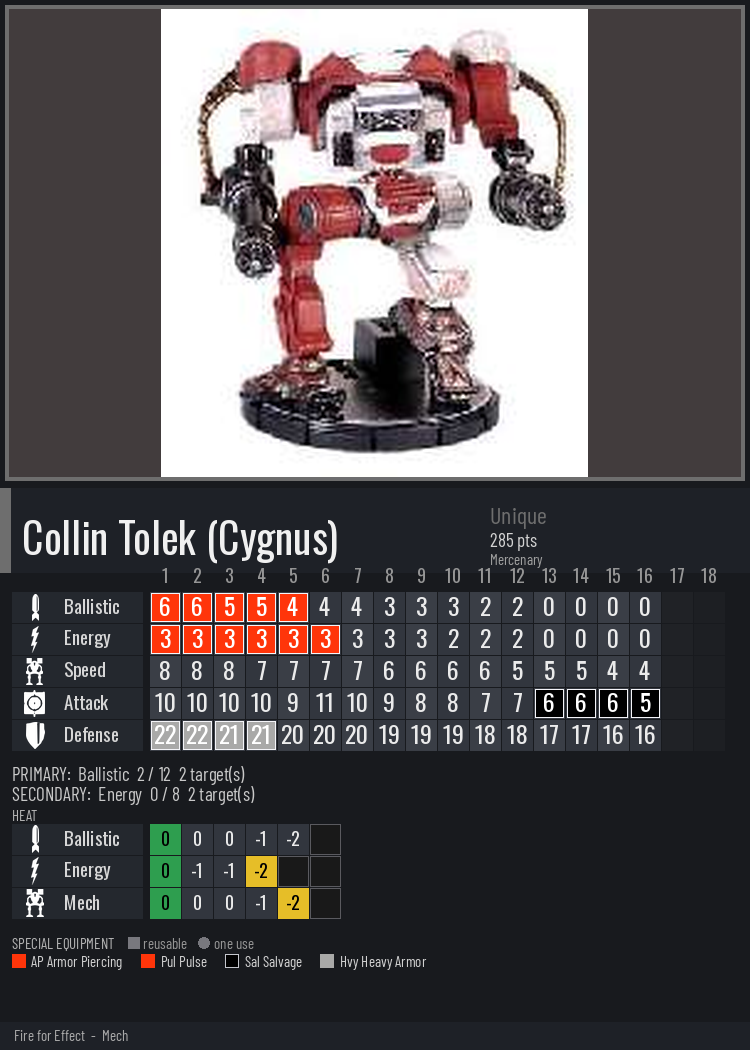 Collin Tolek (Cygnus)
Unique
285 pts
Mercenary
1 2 3 4 5 6 7 8 9 10 11 12 13 14 15 16 17 18
Ballistic 6 6 5 5 4 4 4 3 3 3 2 2 0 0 0 0
Energy 3 3 3 3 3 3 3 3 3 2 2 2 0 0 0 0
Speed 8 8 8 7 7 7 7 6 6 6 6 5 5 5 4 4
Attack 10 10 10 10 9 11 10 9 8 8 7 7 6 6 6 5
Defense 22 22 21 21 20 20 20 19 19 19 18 18 17 17 16 16
PRIMARY: Ballistic 2 / 12 2 target(s)
SECONDARY: Energy 0 / 8 2 target(s)
HEAT
Ballistic 0 0 0 -1 -2
Energy 0 -1 -1 -2
Mech 0 0 0 -1 -2
SPECIAL EQUIPMENT reusable one use
AP Armor Piercing Pul Pulse Sal Salvage Hvy Heavy Armor
Fire for Effect - Mech